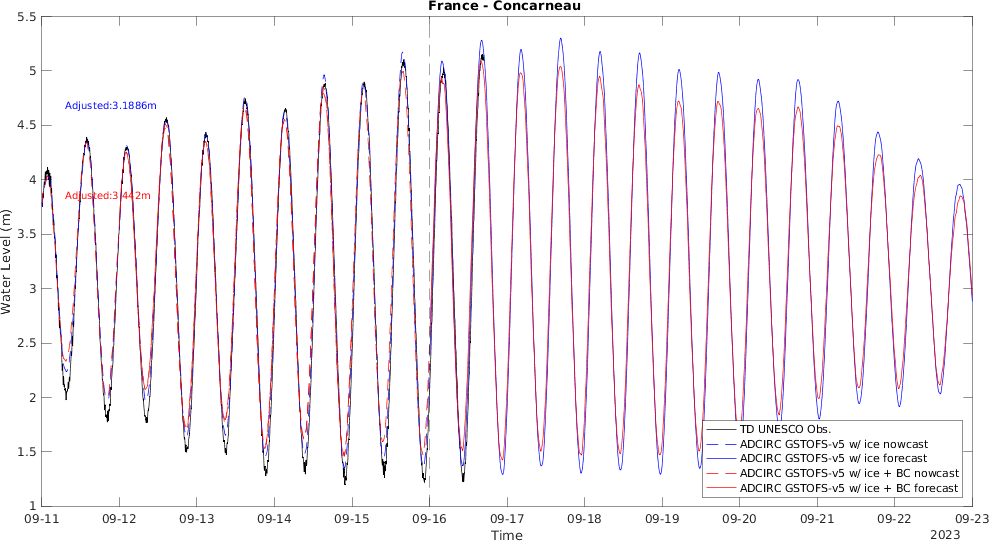 France - Concarneau
Water Level (m)
5.5
5
4.5
4
3.5
3
2.5
2
1.5
1
Adjusted:3.1886m
Adjusted:3.442m
TD UNESCO Obs.
ADCIRC GSTOFS-v5 w/ ice nowcast
ADCIRC GSTOFS-v5 w/ ice forecast
ADCIRC GSTOFS-v5 w/ ice + BC nowcast
ADCIRC GSTOFS-v5 w/ ice + BC forecast
09-11 09-12 09-13 09-14 09-15 09-16 09-17 09-18 09-19 09-20 09-21 09-22 09-23
Time
2023